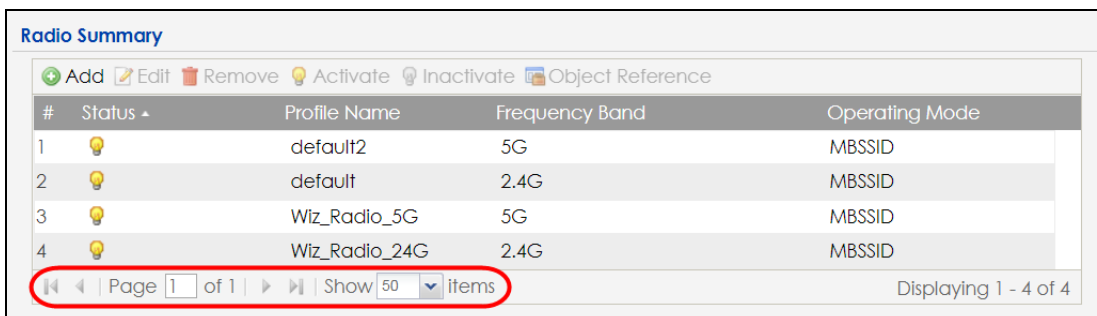 Radio Summary
Add Edit Remove Activate Inactivate Object Reference
# Status Profile Name Frequency Band Operating Mode
1 default2 5G MBSSID
2 default 2.4G MBSSID
3 Wiz_Radio_5G 5G MBSSID
4 Wiz_Radio_24G 2.4G MBSSID
Page 1 of 1 Show 50 items Displaying 1 - 4 of 4